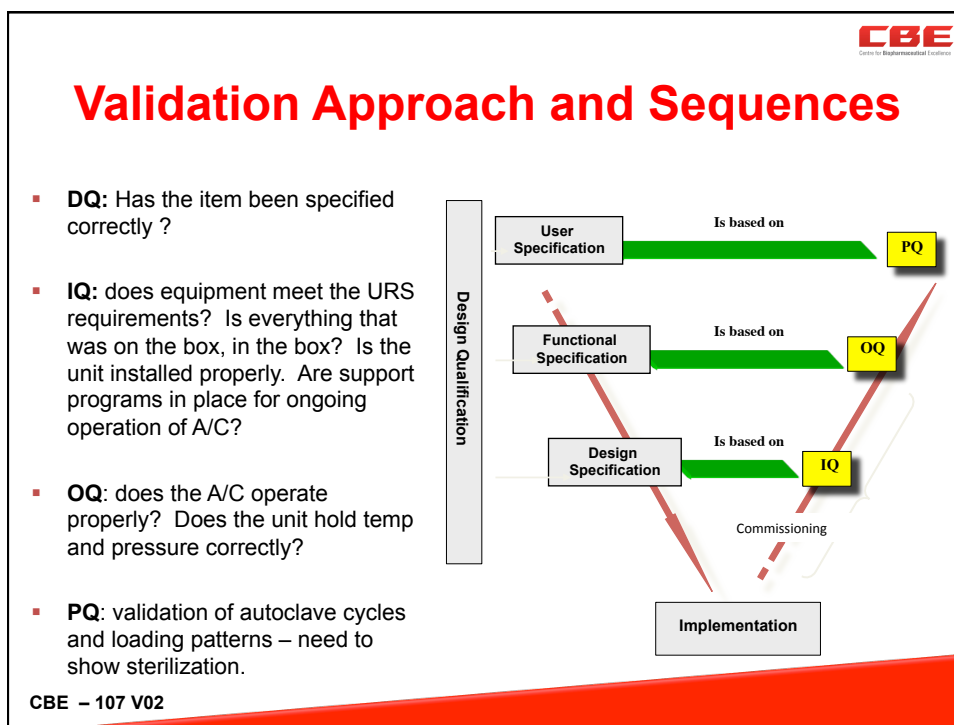 CBE
Centre for Biopharmaceutical Excellence
Validation Approach and Sequences
DQ: Has the item been specified
correctly ?
IQ: does equipment meet the URS
requirements? Is everything that
was on the box, in the box? Is the
unit installed properly. Are support
programs in place for ongoing
operation of A/C?
OQ: does the A/C operate
properly? Does the unit hold temp
and pressure correctly?
PQ: validation of autoclave cycles
and loading patterns – need to
show sterilization.
Design Qualification
User
Specification
Is based on
PQ
Functional
Specification
Is based on
OQ
Design
Specification
Is based on
IQ
Commissioning
Implementation
CBE – 107 V02